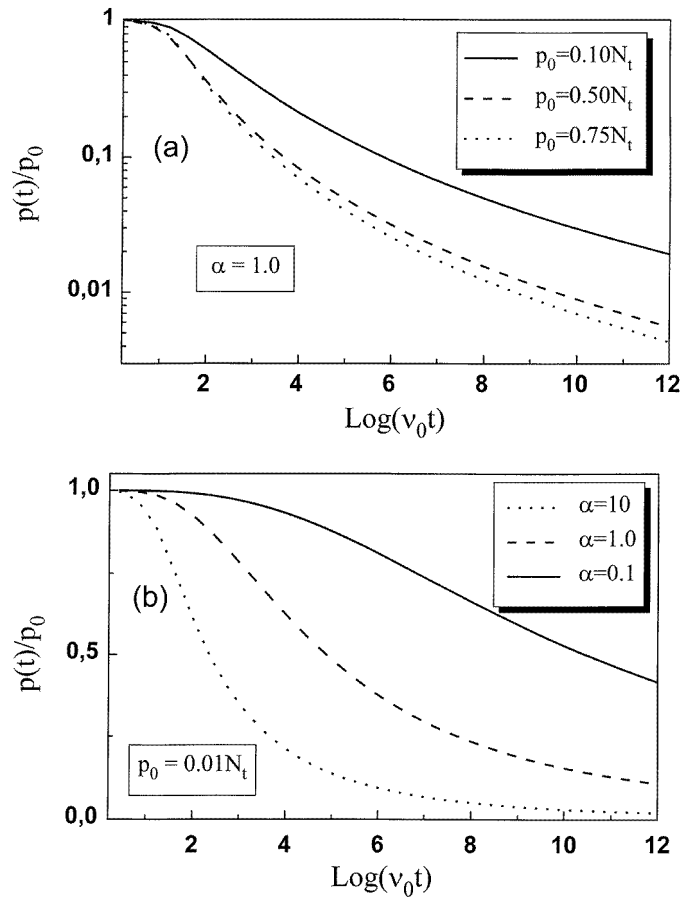 1
0,1
0,01
p(t)/p₀
p₀=0.10Nₜ
p₀=0.50Nₜ
p₀=0.75Nₜ
(a)
α = 1.0
2 4 6 8 10 12
Log(ν₀t)
1,0
0,5
0,0
p(t)/p₀
α=10
α=1.0
α=0.1
(b)
p₀ = 0.01Nₜ
2 4 6 8 10 12
Log(ν₀t)